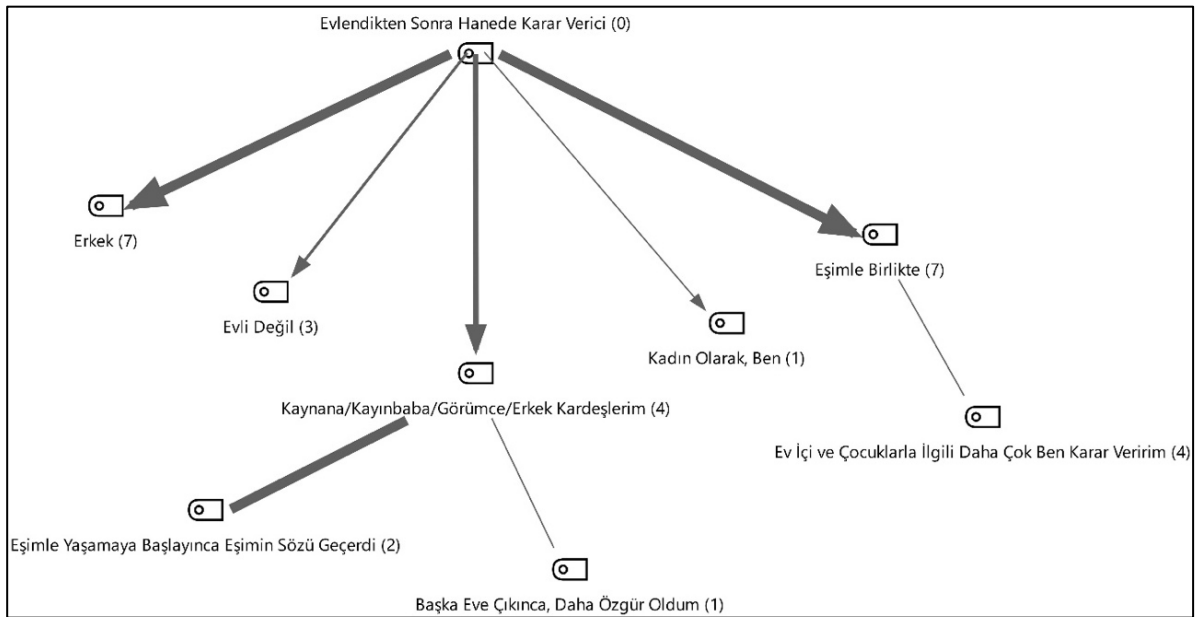 Evlendikten Sonra Hanede Karar Verici (0)
Erkek (7)
Eşimle Birlikte (7)
Evli Değil (3)
Kadın Olarak, Ben (1)
Kaynana/Kayınbaba/Görümce/Erkek Kardeşlerim (4)
Ev İçi ve Çocuklarla İlgili Daha Çok Ben Karar Veririm (4)
Eşimle Yaşamaya Başlayınca Eşimin Sözü Geçerdi (2)
Başka Eve Çıkınca, Daha Özgür Oldum (1)